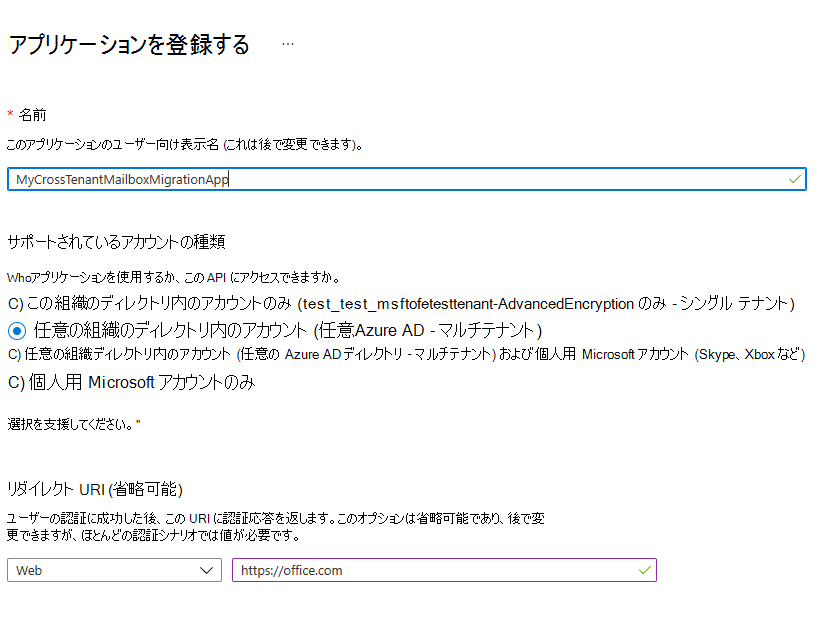 アプリケーションを登録する ...
* 名前
このアプリケーションのユーザー向け表示名 (これは後で変更できます)。
MyCrossTenantMailboxMigrationApp
サポートされているアカウントの種類
Whoアプリケーションを使用するか、この API にアクセスできますか。
C) この組織のディレクトリ内のアカウントのみ (test_test_msftofetesttenant-AdvancedEncryption のみ - シングル テナント)
任意の組織のディレクトリ内のアカウント (任意Azure AD - マルチテナント)
C) 任意の組織ディレクトリ内のアカウント (任意の Azure ADディレクトリ - マルチテナント) および個人用 Microsoftアカウント (Skype、Xboxなど)
C) 個人用 Microsoft アカウントのみ
選択を支援してください。"
リダイレクト URI (省略可能)
ユーザーの認証に成功した後、この URI に認証応答を返します。このオプションは省略可能であり、後で変
更できますが、ほとんどの認証シナリオでは値が必要です。
Web https://office.com